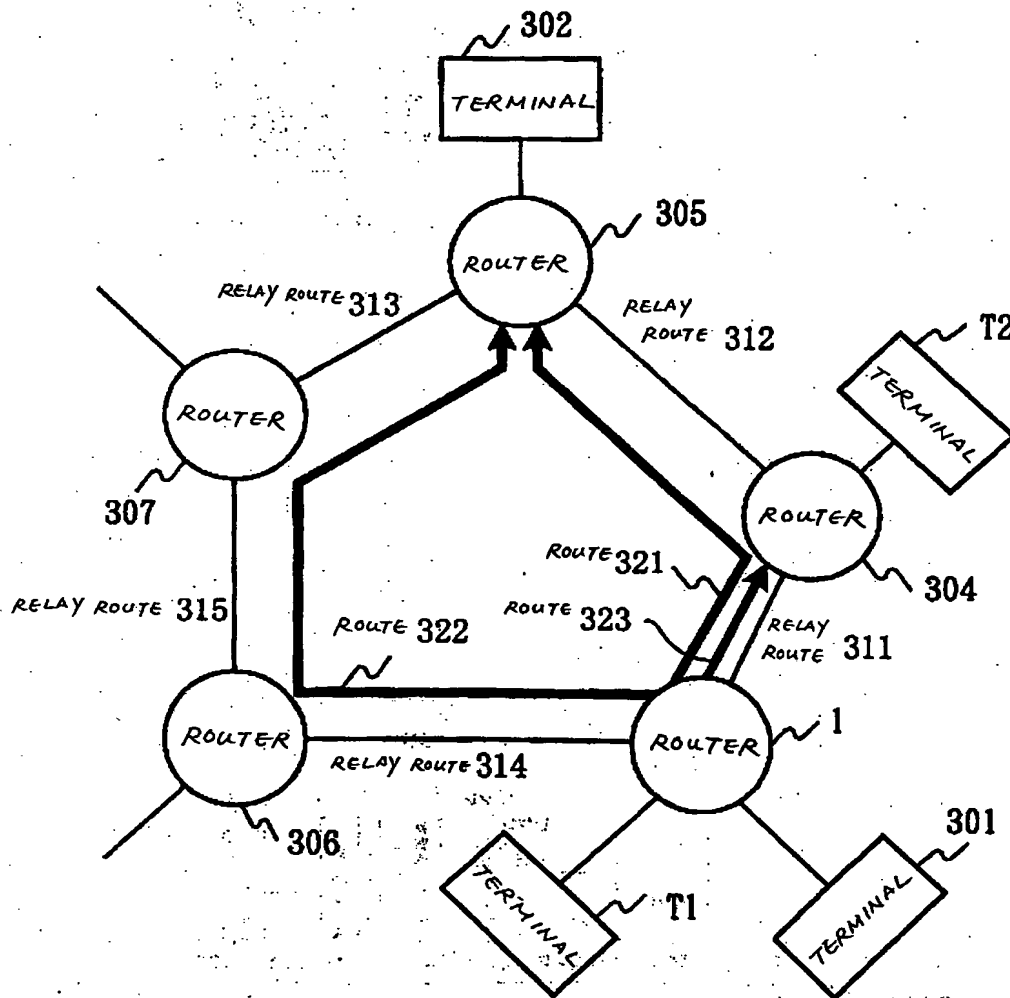 302
TERMINAL
305
ROUTER
RELAY ROUTE 313
RELAY
ROUTE 312
T2
TERMINAL
ROUTER
307
ROUTER
304
ROUTE 321
ROUTE
323
RELAY
ROUTE 311
RELAY ROUTE 315
ROUTE 322
ROUTER
306
RELAY ROUTE 314
ROUTER
1
TERMINAL
T1
TERMINAL
301